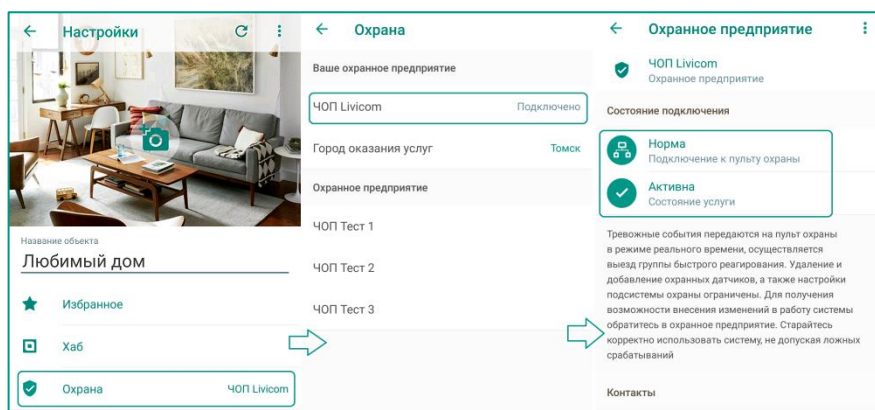 Настройки
Название объекта
Любимый дом
Избранное
Хаб
Охрана ЧОП Livicom
Охрана
Ваше охранное предприятие
ЧОП Livicom Подключено
Город оказания услуг Томск
Охранное предприятие
ЧОП Тест 1
ЧОП Тест 2
ЧОП Тест 3
Охранное предприятие
ЧОП Livicom
Охранное предприятие
Состояние подключения
Норма
Подключение к пульту охраны
Активна
Состояние услуги
Тревожные события передаются на пульт охраны
в режиме реального времени, осуществляется
выезд группы быстрого реагирования. Удаление и
добавление охранных датчиков, а также настройки
подсистемы охраны ограничены. Для получения
возможности внесения изменений в работу системы
обратитесь в охранное предприятие. Старайтесь
корректно использовать систему, не допуская ложных
срабатываний
Контакты